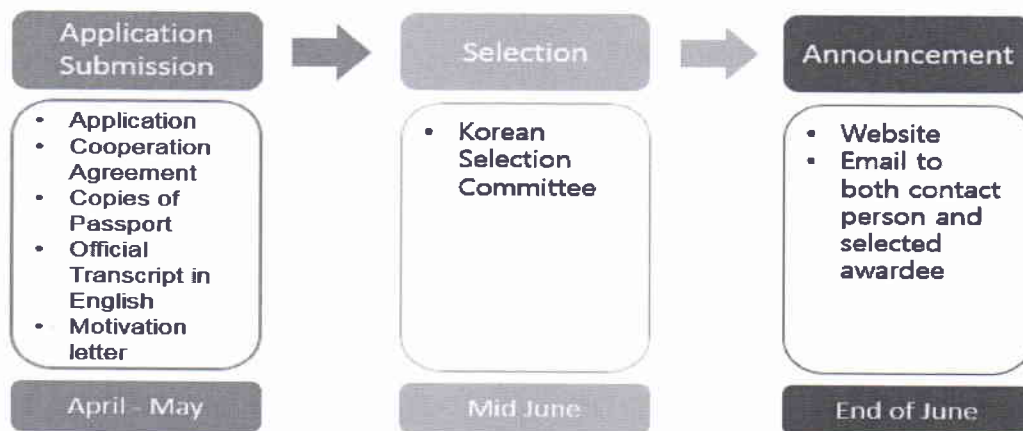 Application
Submission
• Application
• Cooperation
Agreement
• Copies of
Passport
• Official
Transcript in
English
• Motivation
letter
April - May
Selection
• Korean
Selection
Committee
Mid June
Announcement
• Website
• Email to
both contact
person and
selected
awardee
End of June